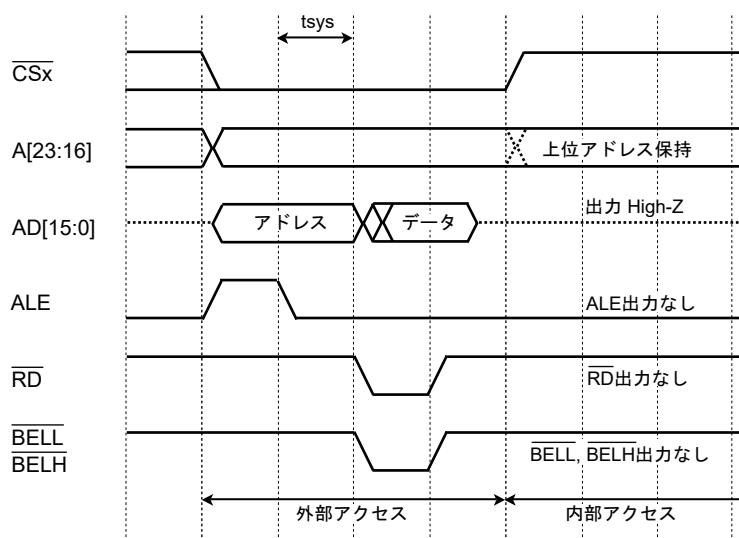 tsys
CSx
A[23:16]
上位アドレス保持
出力 High-Z
AD[15:0]
アドレス
データ
ALE
ALE出力なし
RD
RD出力なし
BELL
BELH
BELL, BELH出力なし
外部アクセス
内部アクセス